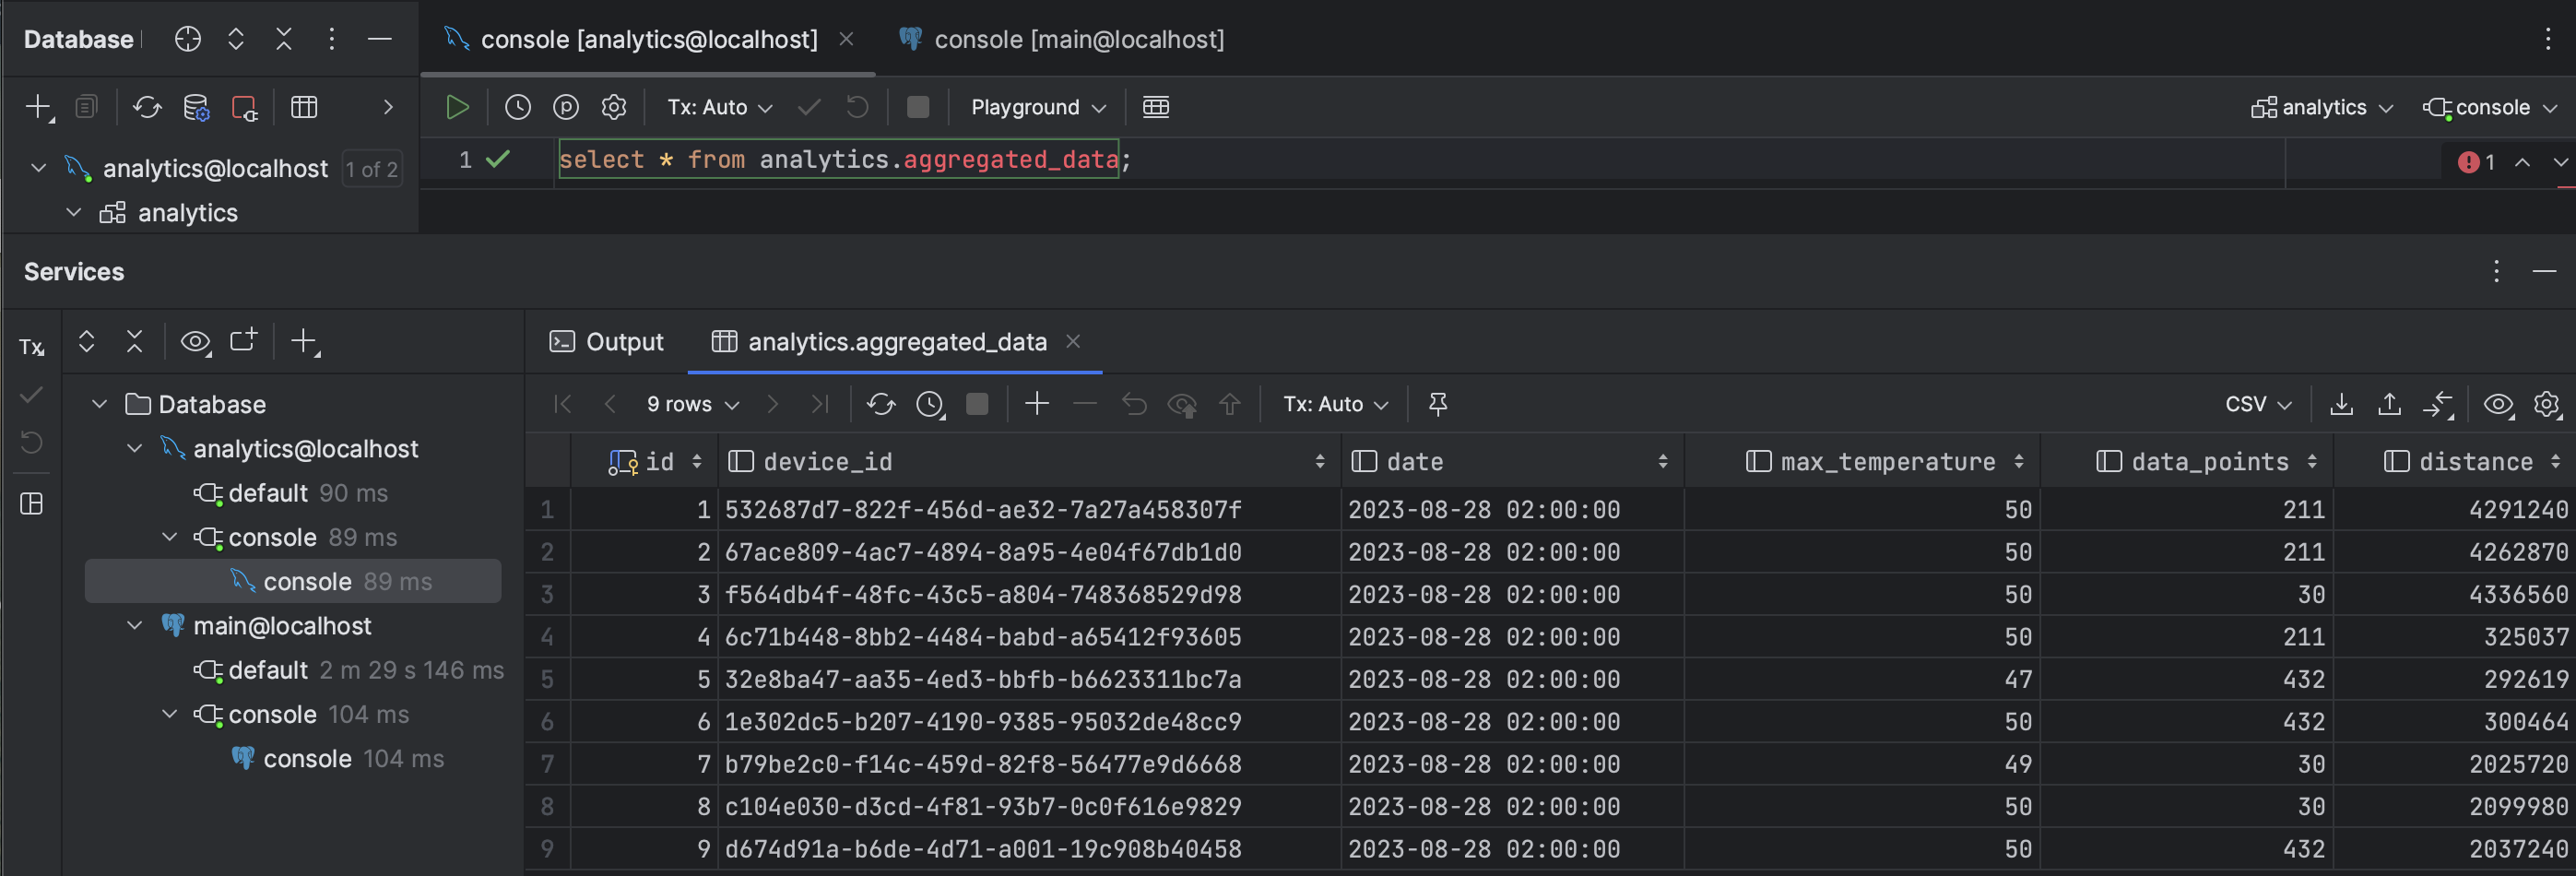 Database
console [analytics@localhost]
console [main@localhost]
Tx: Auto
Playground
analytics
console
analytics@localhost 1 of 2
analytics
1 select * from analytics.aggregated_data;
1
Services
Tx
Output
analytics.aggregated_data
Database
analytics@localhost
default 90 ms
console 89 ms
console 89 ms
main@localhost
default 2 m 29 s 146 ms
console 104 ms
console 104 ms
9 rows
Tx: Auto
CSV
id device_id date max_temperature data_points distance
1 1 532687d7-822f-456d-ae32-7a27a458307f 2023-08-28 02:00:00 50 211 4291240
2 2 67ace809-4ac7-4894-8a95-4e04f67db1d0 2023-08-28 02:00:00 50 211 4262870
3 3 f564db4f-48fc-43c5-a804-748368529d98 2023-08-28 02:00:00 50 30 4336560
4 4 6c71b448-8bb2-4484-babd-a65412f93605 2023-08-28 02:00:00 50 211 325037
5 5 32e8ba47-aa35-4ed3-bbfb-b6623311bc7a 2023-08-28 02:00:00 47 432 292619
6 6 1e302dc5-b207-4190-9385-95032de48cc9 2023-08-28 02:00:00 50 432 300464
7 7 b79be2c0-f14c-459d-82f8-56477e9d6668 2023-08-28 02:00:00 49 30 2025720
8 8 c104e030-d3cd-4f81-93b7-0c0f616e9829 2023-08-28 02:00:00 50 30 2099980
9 9 d674d91a-b6de-4d71-a001-19c908b40458 2023-08-28 02:00:00 50 432 2037240